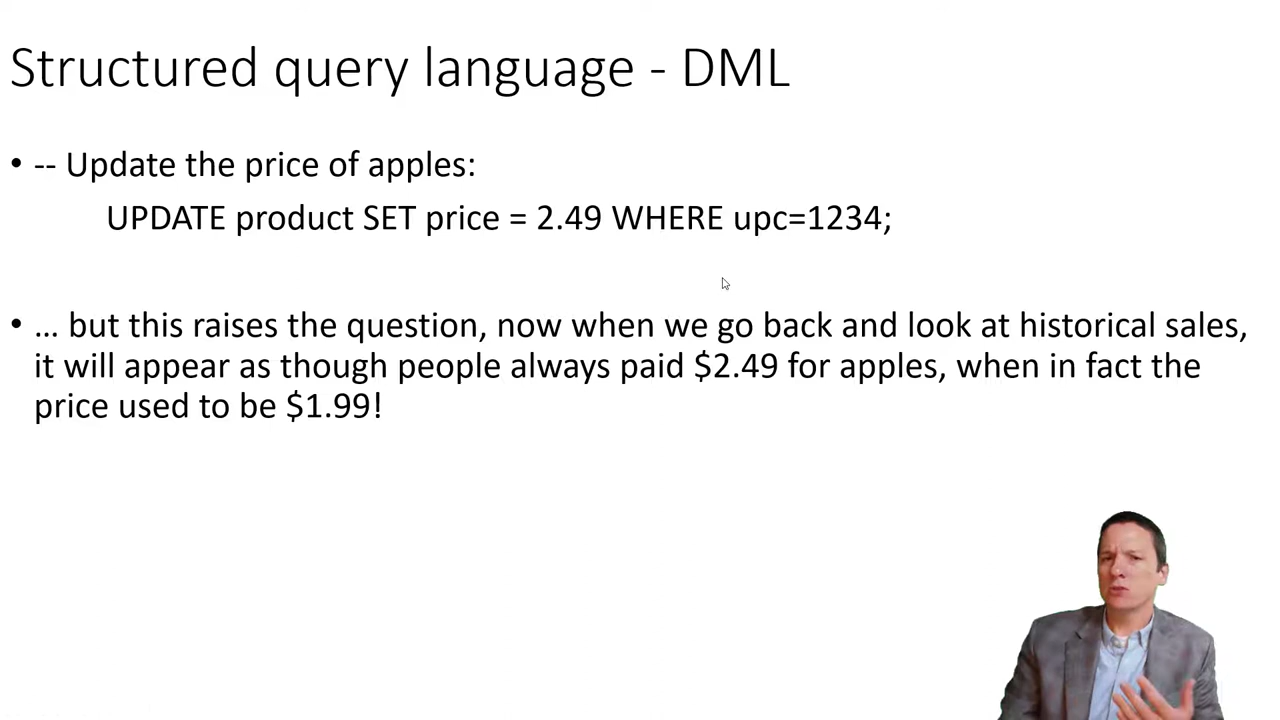 Structured query language - DML
• -- Update the price of apples:
UPDATE product SET price = 2.49 WHERE upc=1234;
• … but this raises the question, now when we go back and look at historical sales,
it will appear as though people always paid $2.49 for apples, when in fact the
price used to be $1.99!